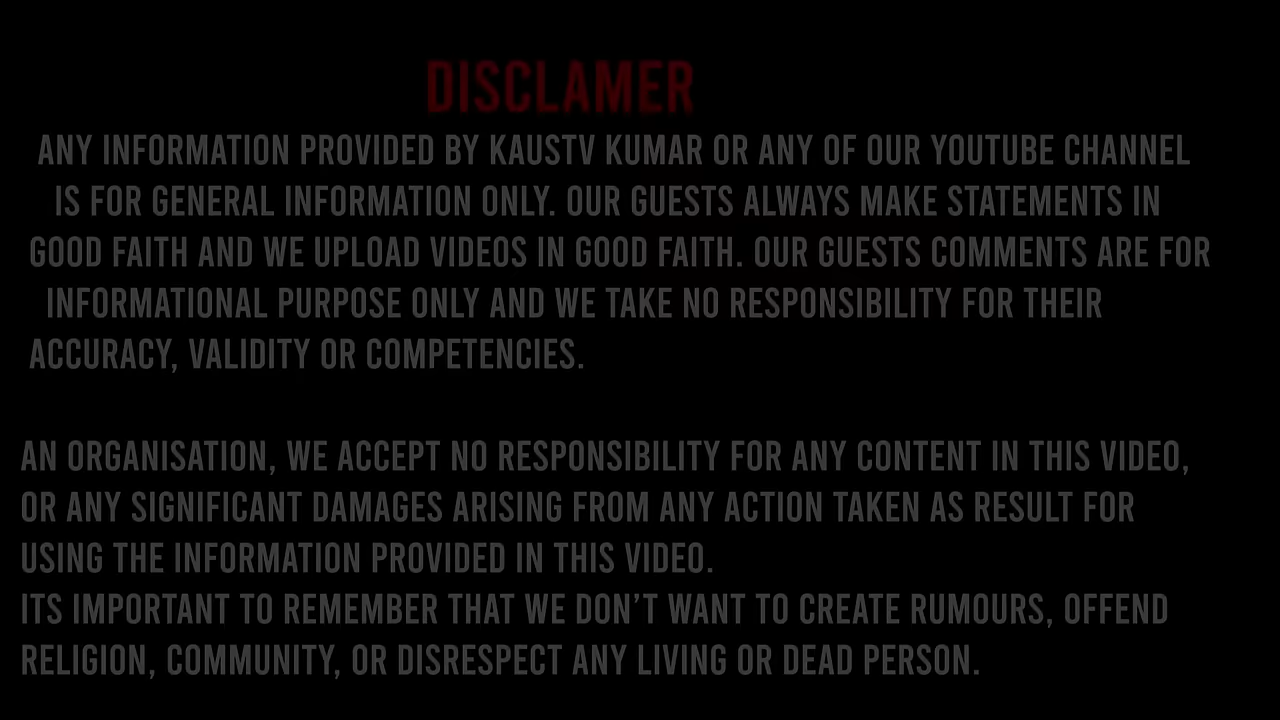 DISCLAMER
ANY INFORMATION PROVIDED BY KAUSTV KUMAR OR ANY OF OUR YOUTUBE CHANNEL
IS FOR GENERAL INFORMATION ONLY. OUR GUESTS ALWAYS MAKE STATEMENTS IN
GOOD FAITH AND WE UPLOAD VIDEOS IN GOOD FAITH. OUR GUESTS COMMENTS ARE FOR
INFORMATIONAL PURPOSE ONLY AND WE TAKE NO RESPONSIBILITY FOR THEIR
ACCURACY, VALIDITY OR COMPETENCIES.
AN ORGANISATION, WE ACCEPT NO RESPONSIBILITY FOR ANY CONTENT IN THIS VIDEO,
OR ANY SIGNIFICANT DAMAGES ARISING FROM ANY ACTION TAKEN AS RESULT FOR
USING THE INFORMATION PROVIDED IN THIS VIDEO.
ITS IMPORTANT TO REMEMBER THAT WE DON’T WANT TO CREATE RUMOURS, OFFEND
RELIGION, COMMUNITY, OR DISRESPECT ANY LIVING OR DEAD PERSON.